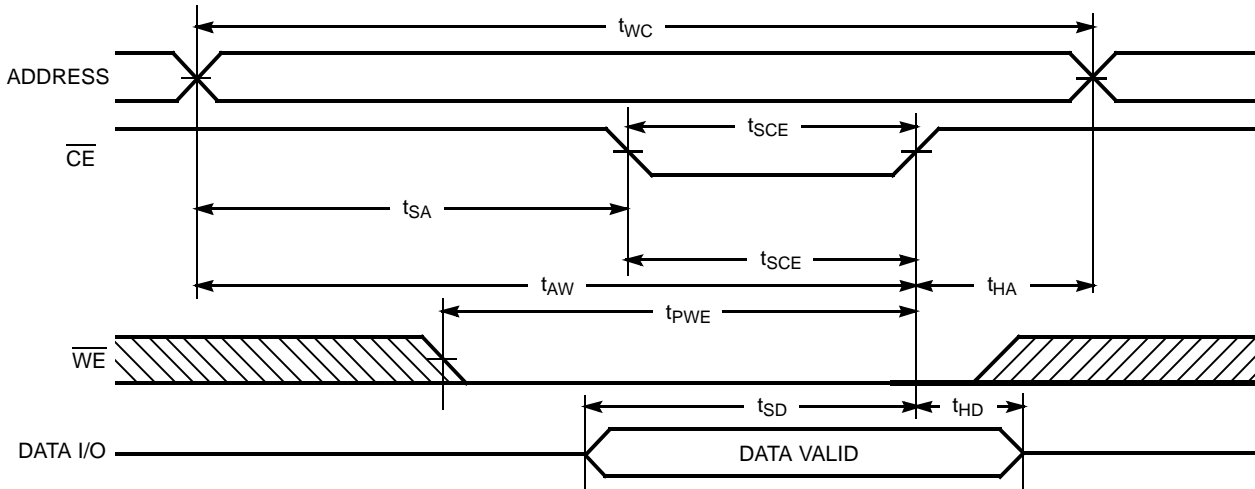 tWC
ADDRESS
tSCE
CE
tSA
tSCE
tAW
tHA
tPWE
WE
tSD
tHD
DATA I/O
DATA VALID